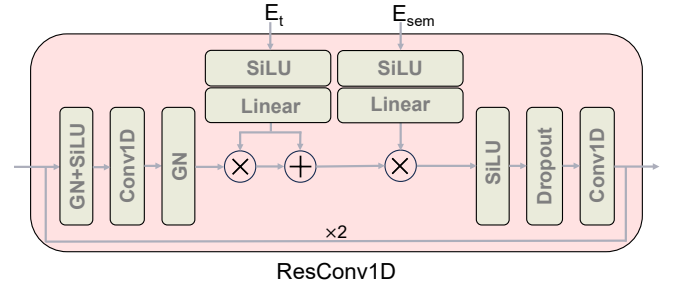 E_t
E_sem
SiLU
SiLU
Linear
Linear
GN+SiLU
Conv1D
GN
×
+
×
SiLU
Dropout
Conv1D
×2
ResConv1D